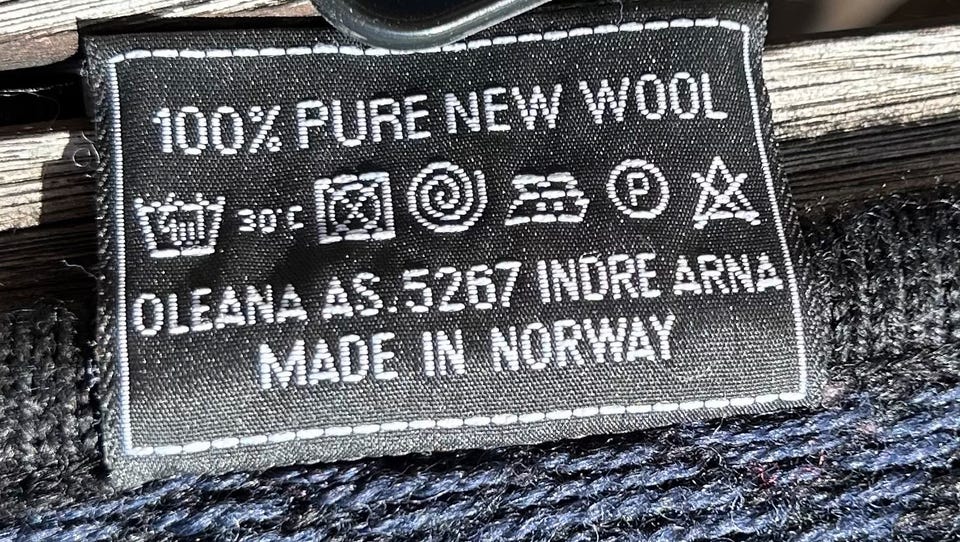 100% PURE NEW WOOL
30°C P
OLEANA AS. 5267 INDRE ARNA
MADE IN NORWAY